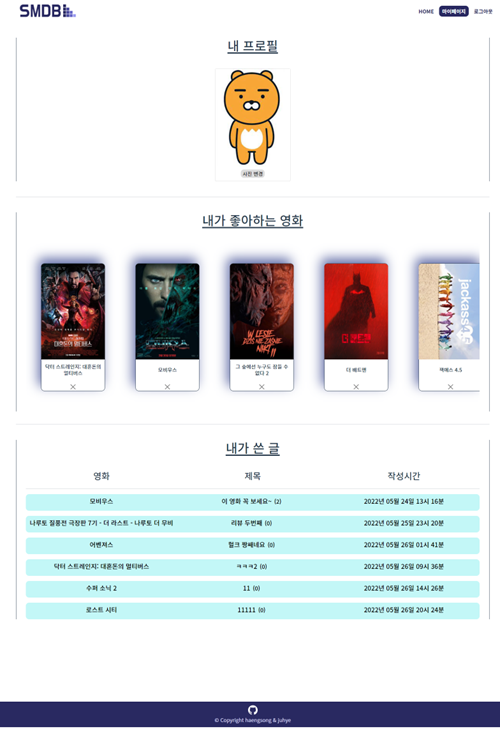 SMDB
HOME 마이페이지 로그아웃
내 프로필
사진 변경
내가 좋아하는 영화
W LESIE
DZIŚ NIE ZAŚNIE
NIKT II
jackass
닥터 스트레인지: 대혼돈의
멀티버스
모비우스
그 숲에선 누구도 잠들 수
없다 2
더 배트맨
잭애스 4.5
내가 쓴 글
영화 제목 작성시간
모비우스 이 영화 꼭 보세요~ (2) 2022년 05월 24일 13시 16분
나루토 질풍전 극장판 7기 - 더 라스트 - 나루토 더 무비 리뷰 두번째 (0) 2022년 05월 25일 23시 20분
어벤져스 헐크 짱쎄네요 (0) 2022년 05월 26일 01시 41분
닥터 스트레인지: 대혼돈의 멀티버스 ㅋㅋㅋ2 (0) 2022년 05월 26일 09시 36분
수퍼 소닉 2 11 (0) 2022년 05월 26일 14시 26분
로스트 시티 11111 (0) 2022년 05월 26일 20시 24분
© Copyright haengsong & juhye